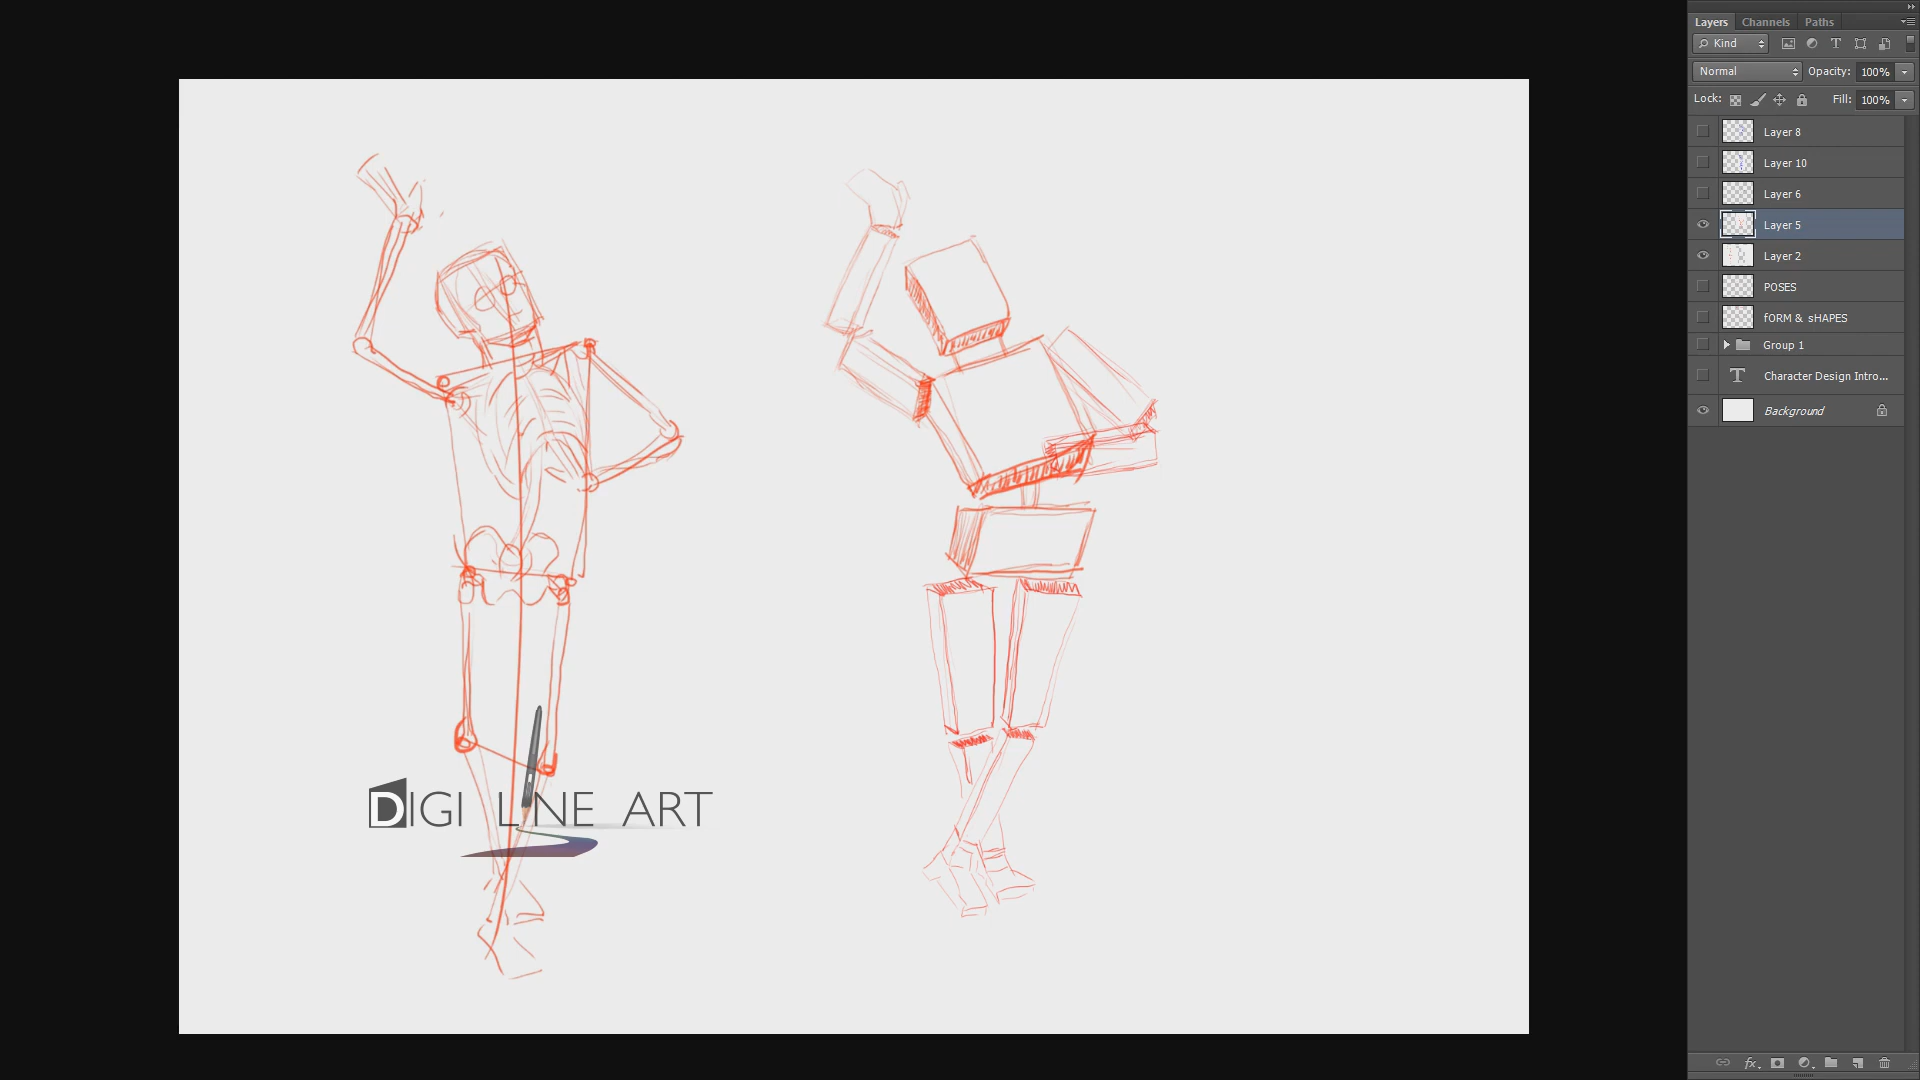 Layers Channels Paths
Kind
Normal Opacity: 100%
Lock: Fill: 100%
Layer 8
Layer 10
Layer 6
Layer 5
Layer 2
POSES
fORM & sHAPES
Group 1
T Character Design Intro...
Background
fx
DIGI LINE ART